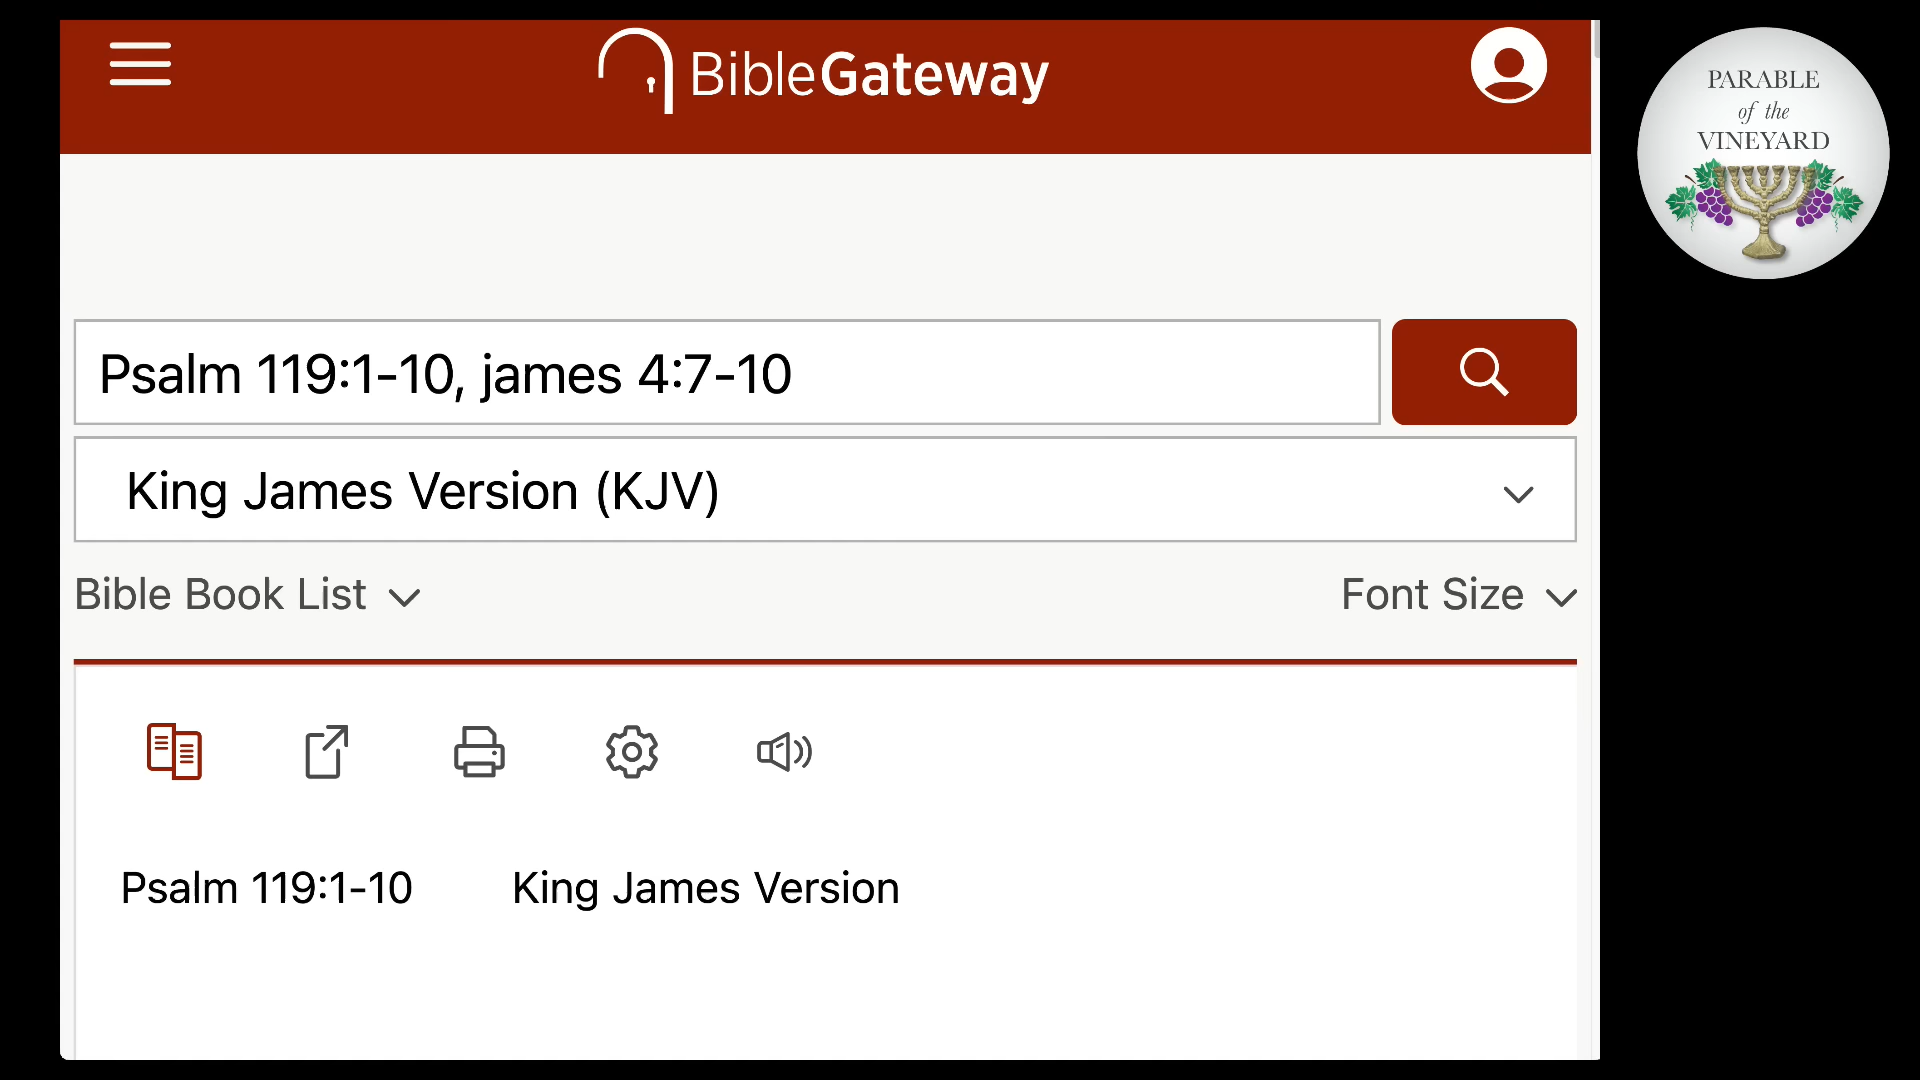 BibleGateway
PARABLE
of the
VINEYARD
Psalm 119:1-10, james 4:7-10
King James Version (KJV)
Bible Book List
Font Size
Psalm 119:1-10 King James Version